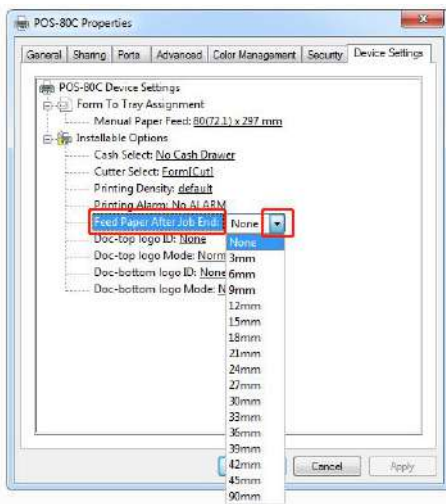 POS-80C Properties
General Sharing Ports Advanced Color Management Security Device Settings
POS-80C Device Settings
Form To Tray Assignment
Manual Paper Feed: 80(72.1) x 297 mm
Installable Options
Cash Select: No Cash Drawer
Cutter Select: Form[Cut]
Printing Density: default
Printing Alarm: No ALARM
Feed Paper After Job End: None
Doc-top logo ID: None
None
Doc-top logo Mode: Norm
3mm
Doc-bottom logo ID: None
6mm
Doc-bottom logo Mode: N
9mm
12mm
15mm
18mm
21mm
24mm
27mm
30mm
33mm
36mm
39mm
42mm
45mm
90mm
Cancel Apply